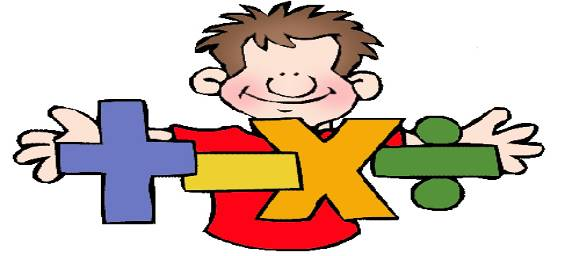 + - x ÷